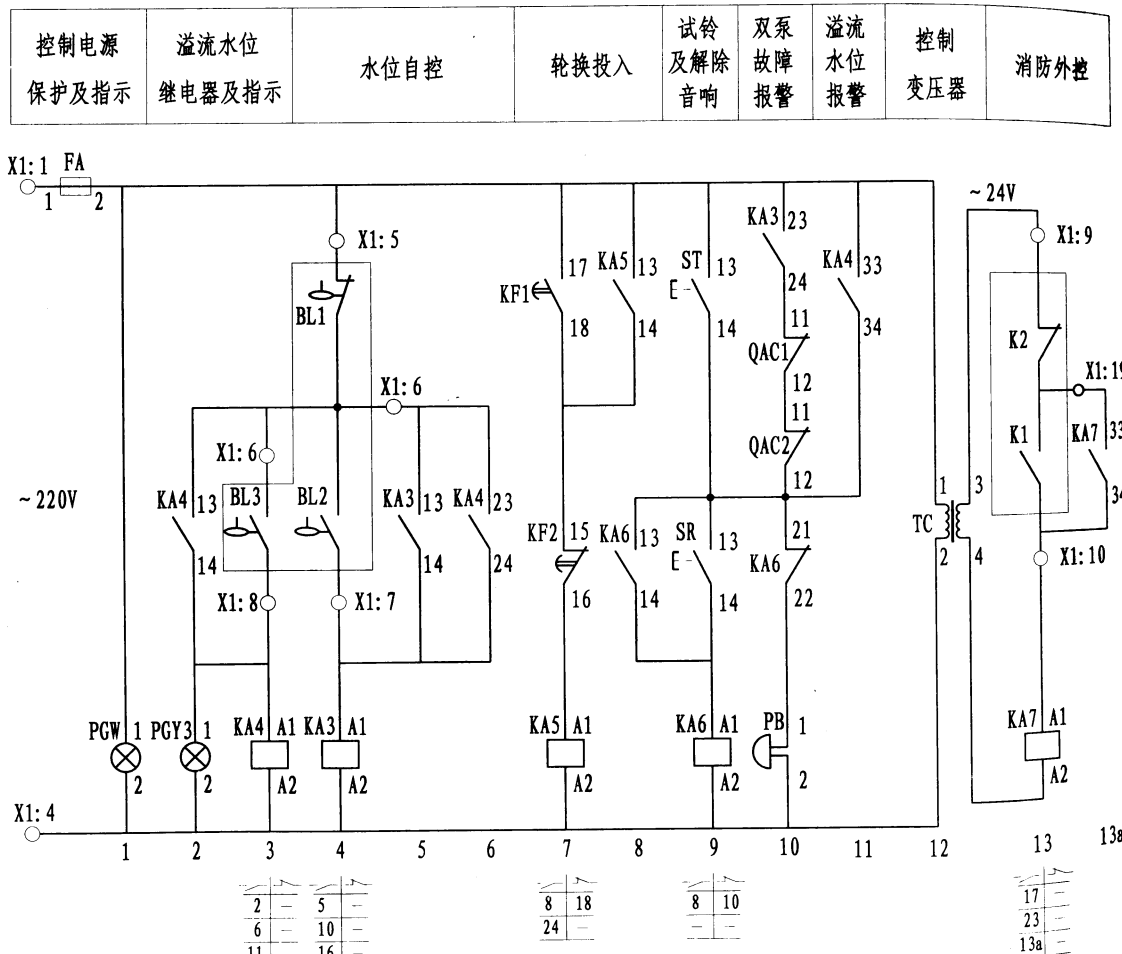 控制电源
保护及指示
溢流水位
继电器及指示
水位自控
轮换投入
试铃
及解除
音响
双泵
故障
报警
溢流
水位
报警
控制
变压器
消防外控
X1:1 FA
1 2
~24V
X1:5
KA3 23
X1:9
17 KA5 13 ST 13
24 KA4 33
KF1
BL1
18 14 14
11 34
QAC1
12
K2
X1:6
11
X1:19
X1:6
QAC2
12
K1 KA7 33
~220V
KA4 13 BL3 BL2 KA3 13 KA4 23
1 3
34
TC
KF2 15 KA6 13 SR 13 21
14 14 24
KA6
2 4
X1:10
X1:8 X1:7
16 14 14 22
PGW 1 PGY3 1 KA4 A1 KA3 A1 KA5 A1 KA6 A1 PB 1 KA7 A1
2 2 A2 A2 A2 A2 2 A2
X1:4
1 2 3 4 5 6 7 8 9 10 11 12 13 13a
2 — 5 — 8 18 8 10 17 —
6 — 10 — 24 — — — 23 —
11 — 16 — 13a —